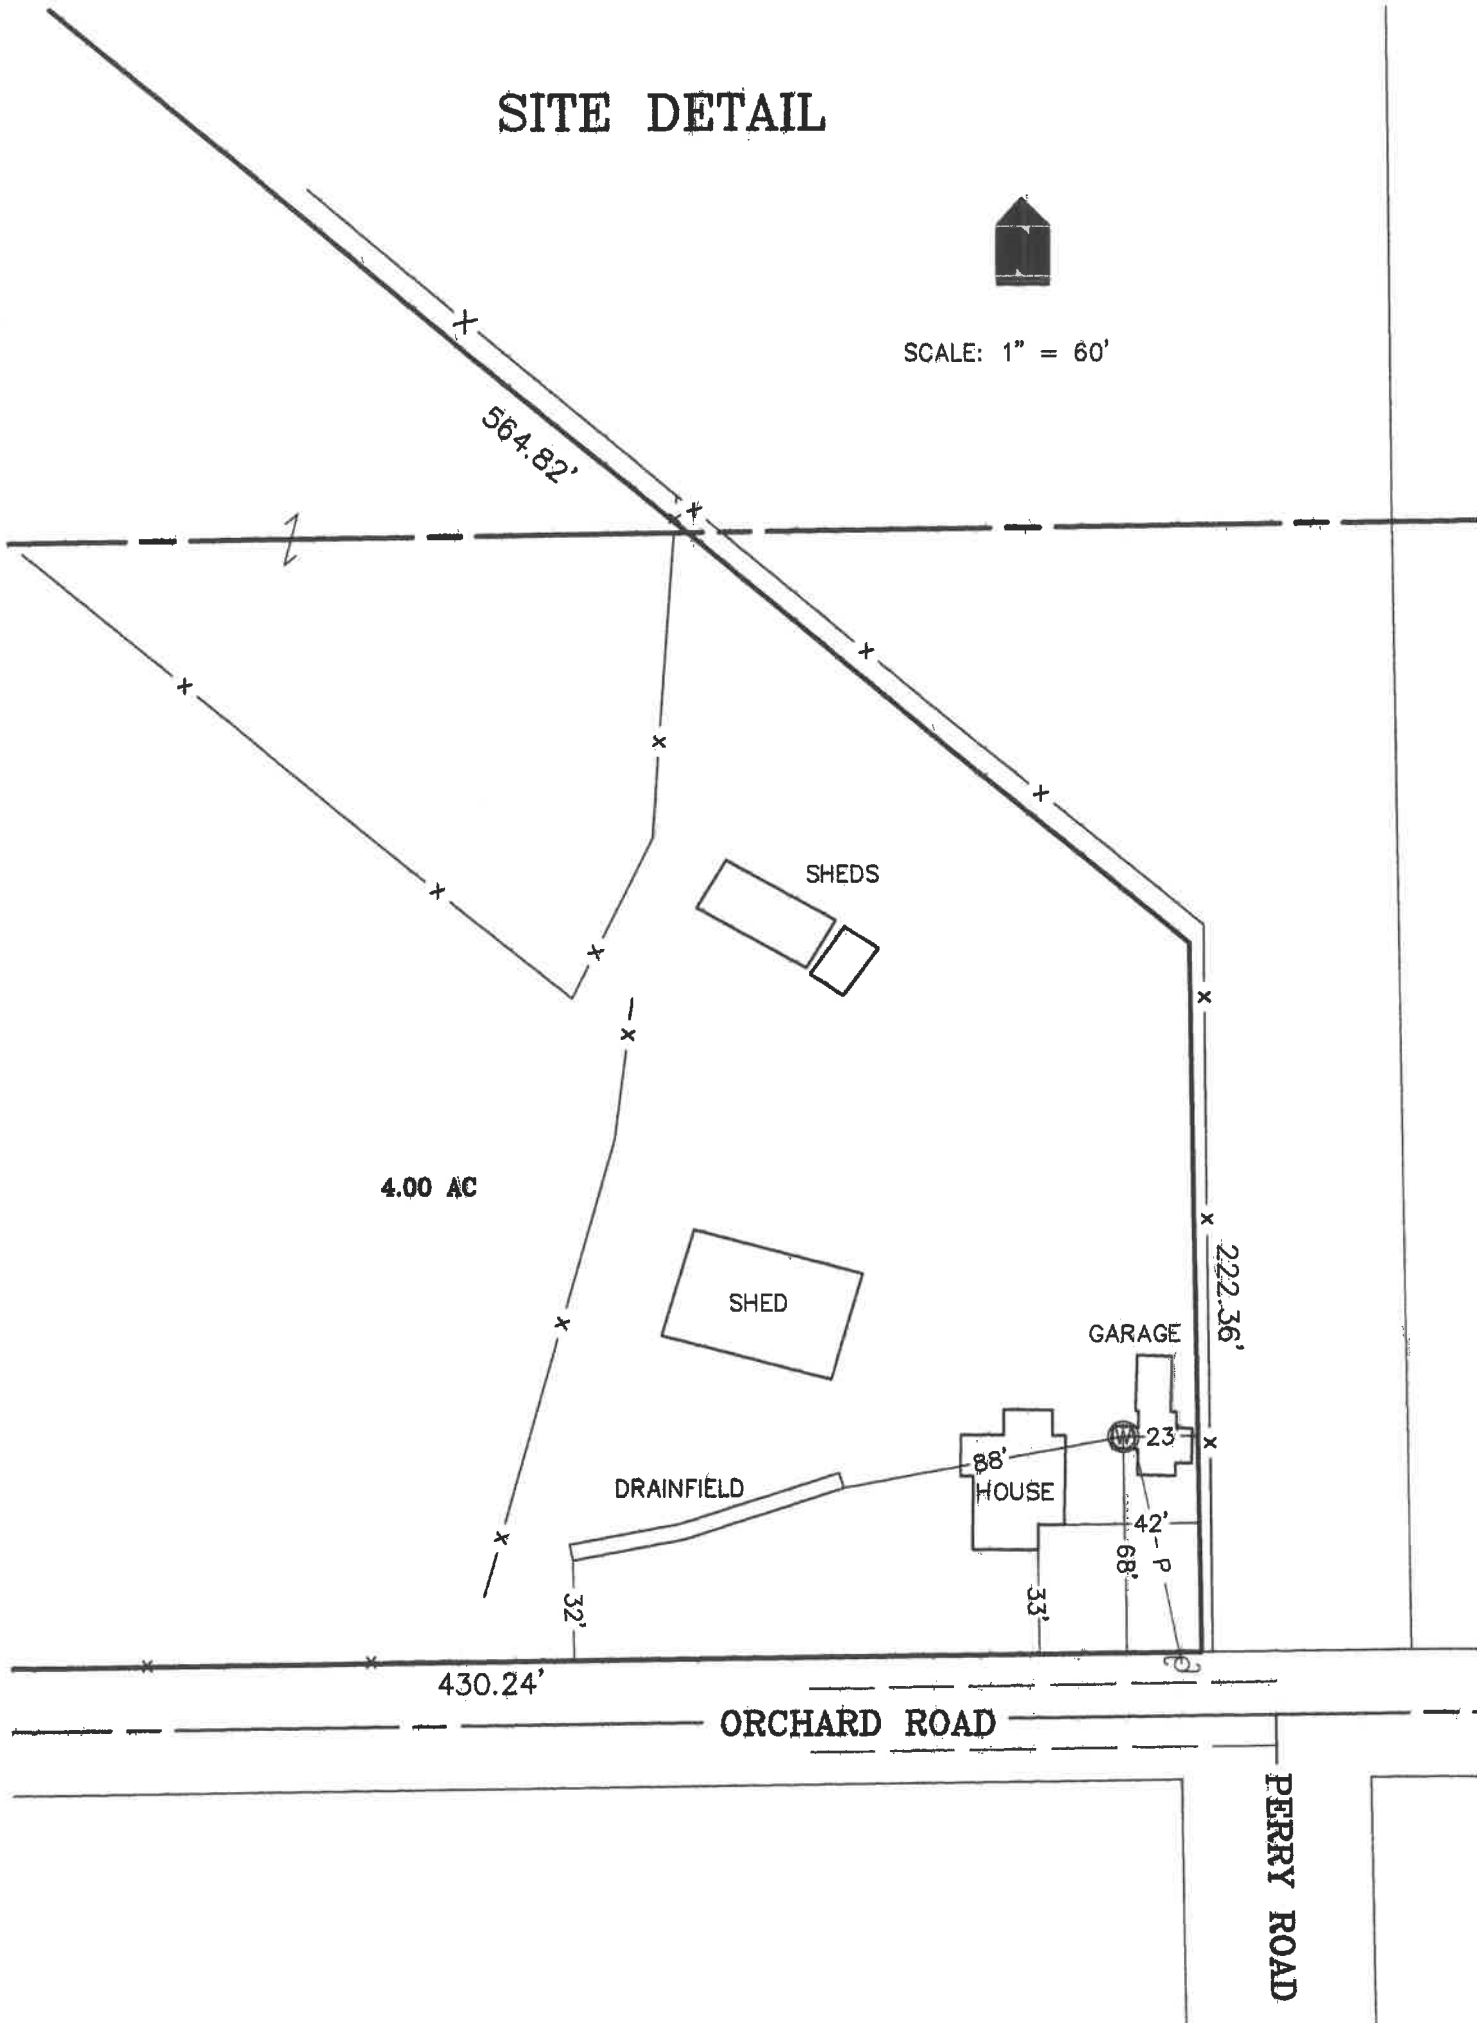 SITE DETAIL
SCALE: 1" = 60'
564.82'
SHEDS
4.00 AC
SHED
222.36'
GARAGE
W
23
88'
HOUSE
DRAINFIELD
42'
P
68'
33'
32'
430.24'
ORCHARD ROAD
PERRY ROAD